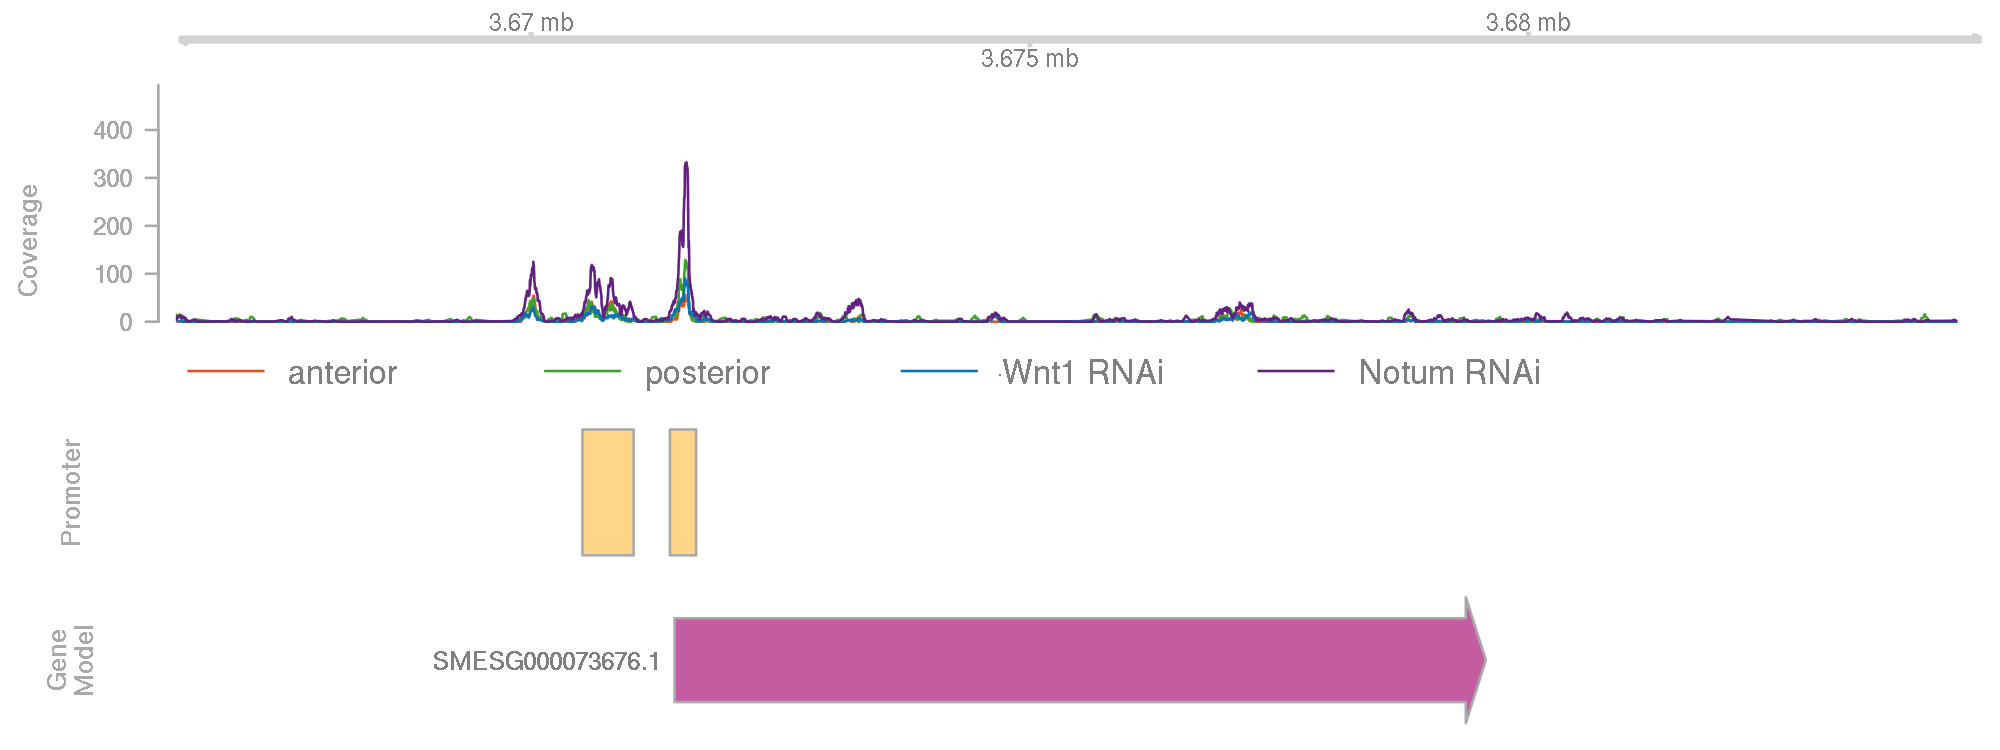 3.67 mb 3.68 mb
3.675 mb
Coverage
400
300
200
100
0
anterior posterior Wnt1 RNAi Notum RNAi
Promoter
Gene
Model
SMESG000073676.1